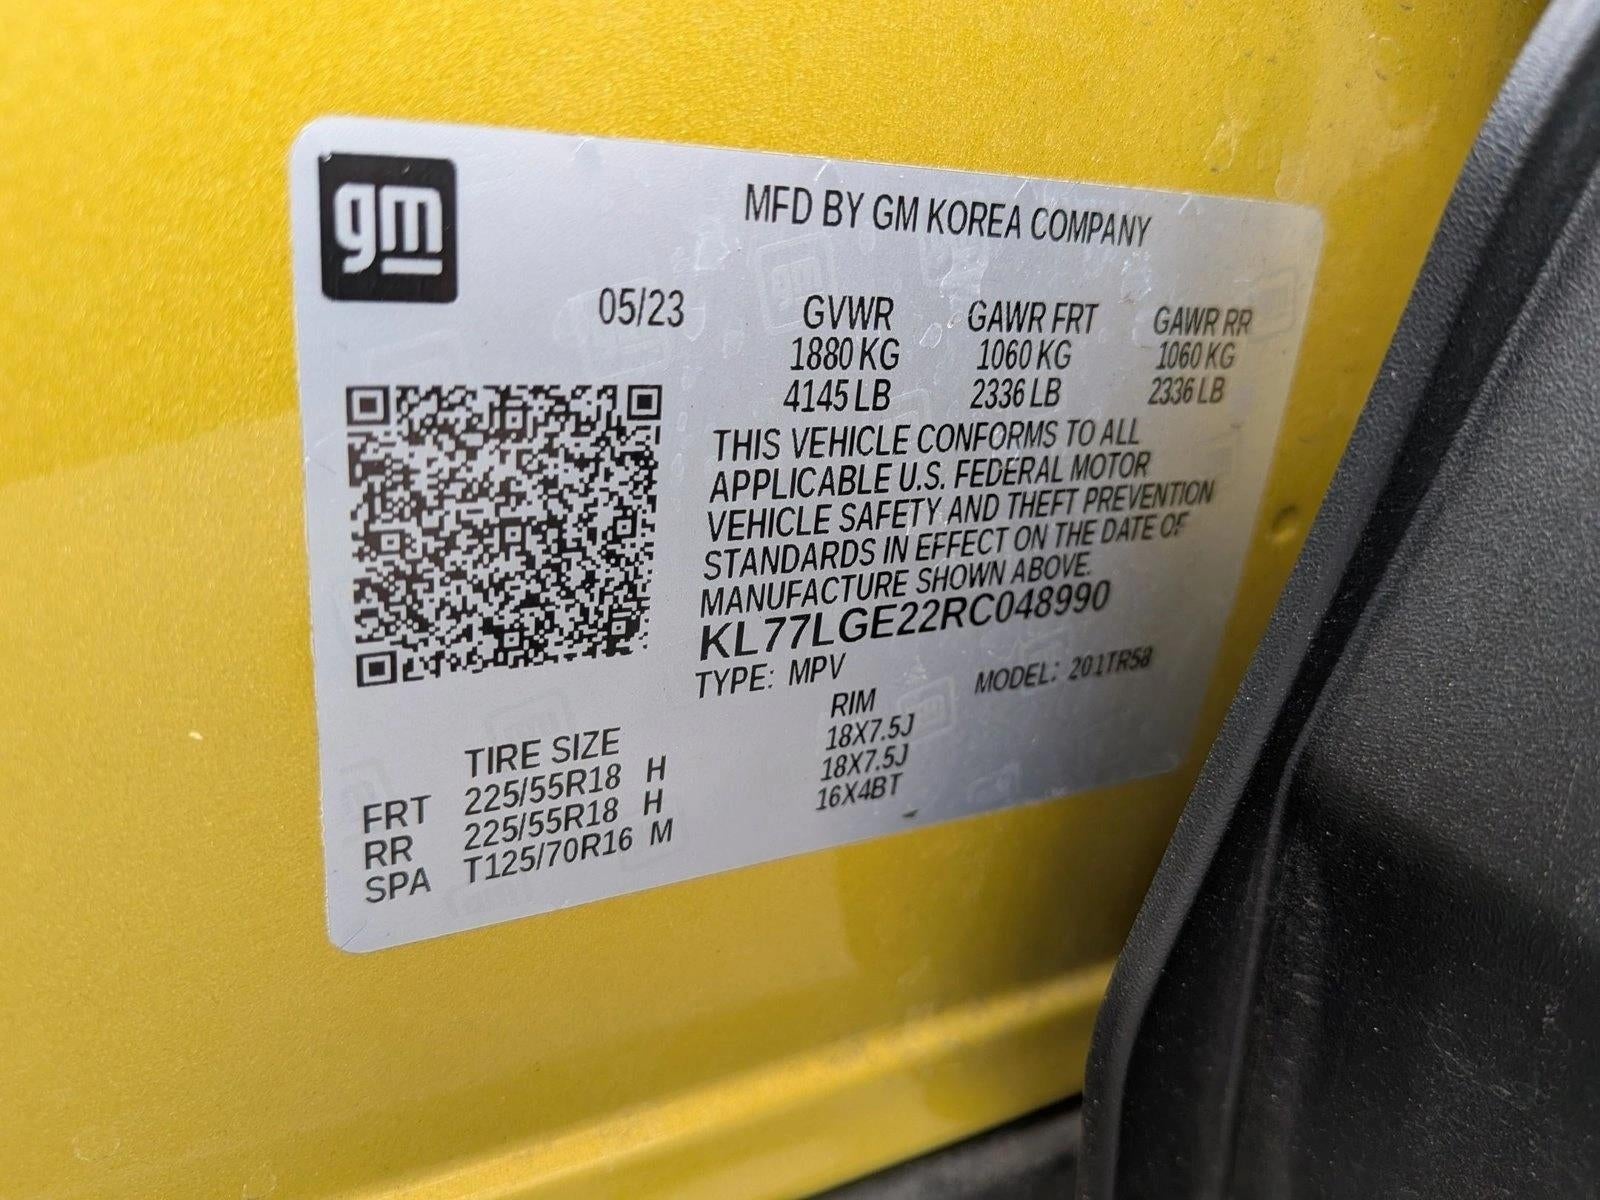 gm
MFD BY GM KOREA COMPANY
05/23 GVWR GAWR FRT GAWR RR
1880 KG 1060 KG 1060 KG
4145 LB 2336 LB 2336 LB
THIS VEHICLE CONFORMS TO ALL
APPLICABLE U.S. FEDERAL MOTOR
VEHICLE SAFETY AND THEFT PREVENTION
STANDARDS IN EFFECT ON THE DATE OF
MANUFACTURE SHOWN ABOVE.
KL77LGE22RC048990
TYPE: MPV MODEL: 201TR58
TIRE SIZE RIM
FRT 225/55R18 H 18X7.5J
RR 225/55R18 H 18X7.5J
SPA T125/70R16 M 16X4BT